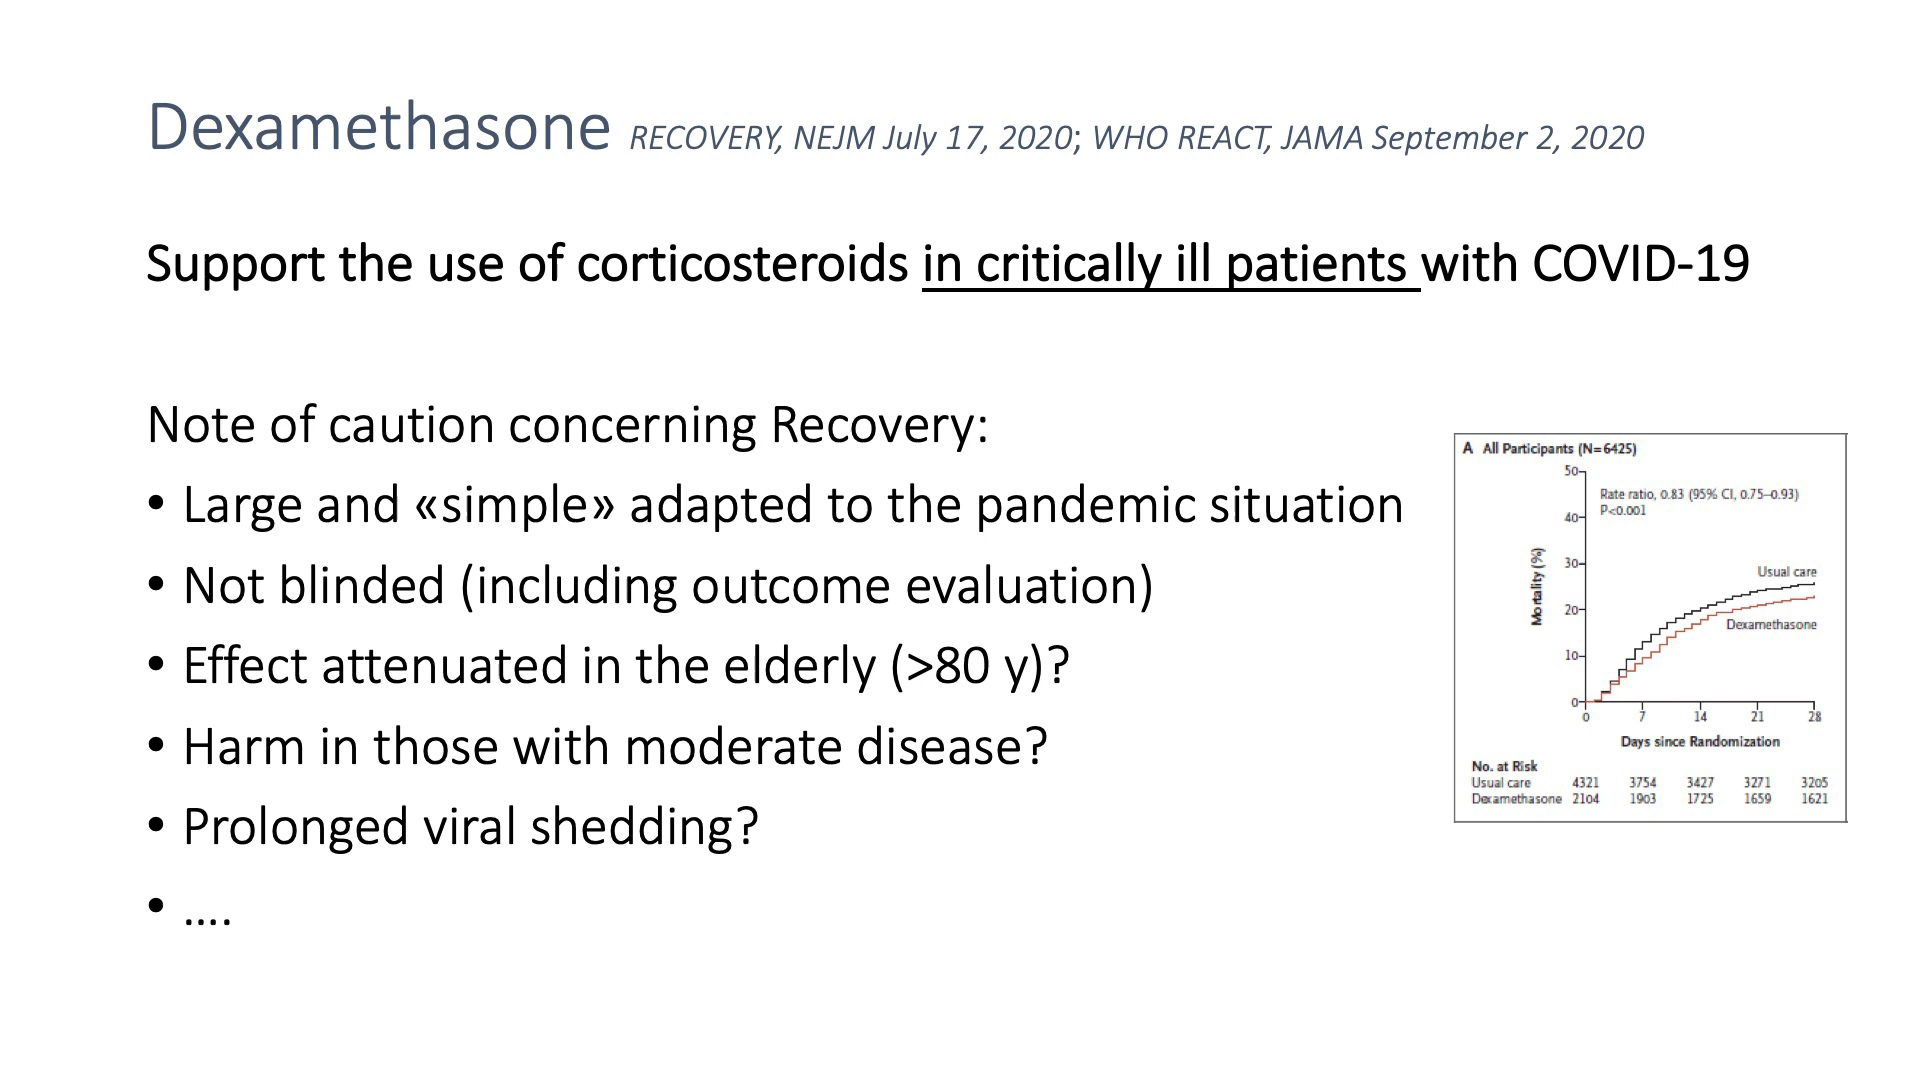 Dexamethasone RECOVERY, NEJM July 17, 2020; WHO REACT, JAMA September 2, 2020
Support the use of corticosteroids in critically ill patients with COVID-19
Note of caution concerning Recovery:
• Large and «simple» adapted to the pandemic situation
• Not blinded (including outcome evaluation)
• Effect attenuated in the elderly (>80 y)?
• Harm in those with moderate disease?
• Prolonged viral shedding?
• ....
A All Participants (N=6425)
50
Rate ratio, 0.83 (95% CI, 0.75–0.93)
P<0.001
40
30
20
10
0
Mortality (%)
Usual care
Dexamethasone
0 7 14 21 28
Days since Randomization
No. at Risk
Usual care 4321 3754 3427 3271 3205
Dexamethasone 2104 1903 1725 1659 1621